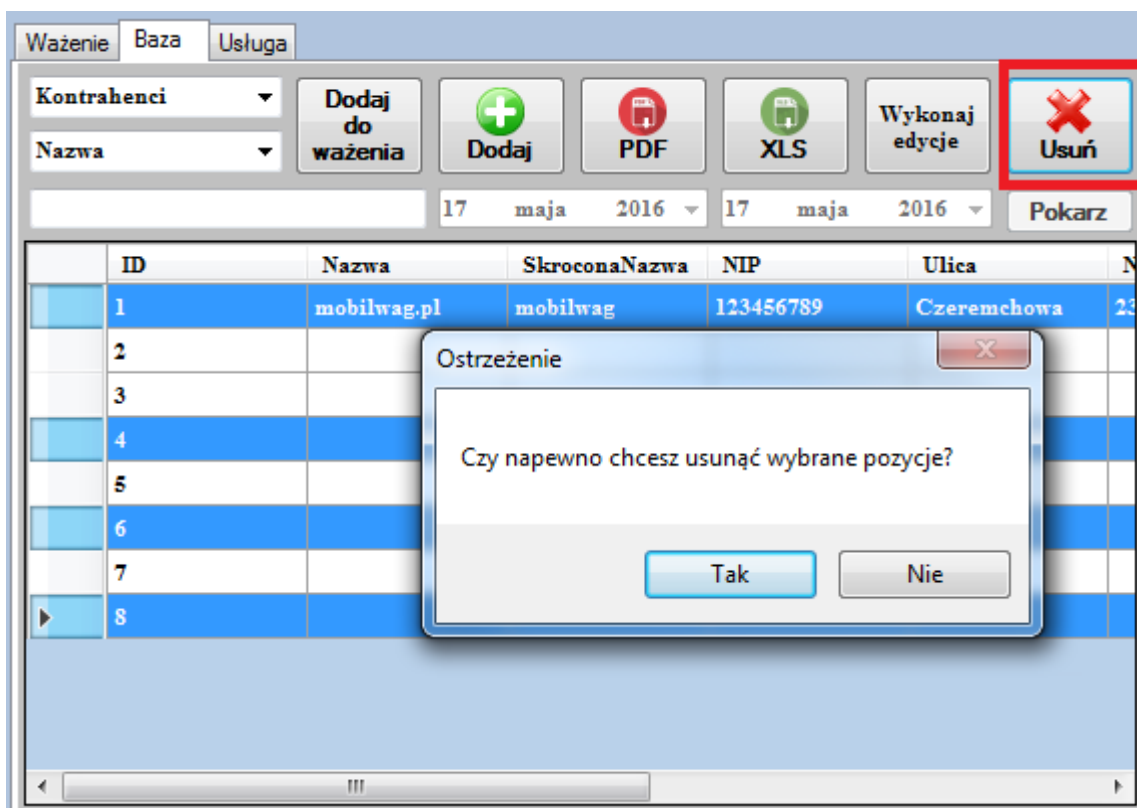 Ważenie Baza Usługa
Kontrahenci
Nazwa
Dodaj
do
ważenia
Dodaj
PDF
XLS
Wykonaj
edycje
Usuń
17 maja 2016 17 maja 2016 Pokarz
ID Nazwa SkroconaNazwa NIP Ulica N
1 mobilwag.pl mobilwag 123456789 Czeremchowa 23
2
3
4
5
6
7
8
Ostrzeżenie
Czy napewno chcesz usunąć wybrane pozycje?
Tak Nie